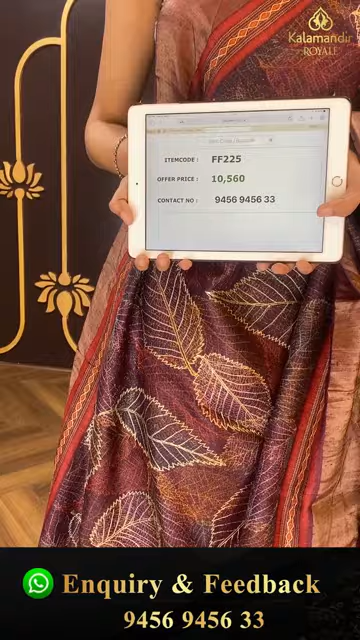 Kalamandir
ROYALE
ITEMCODE : FF225
OFFER PRICE : 10,560
CONTACT NO : 9456 9456 33
Enquiry & Feedback
9456 9456 33